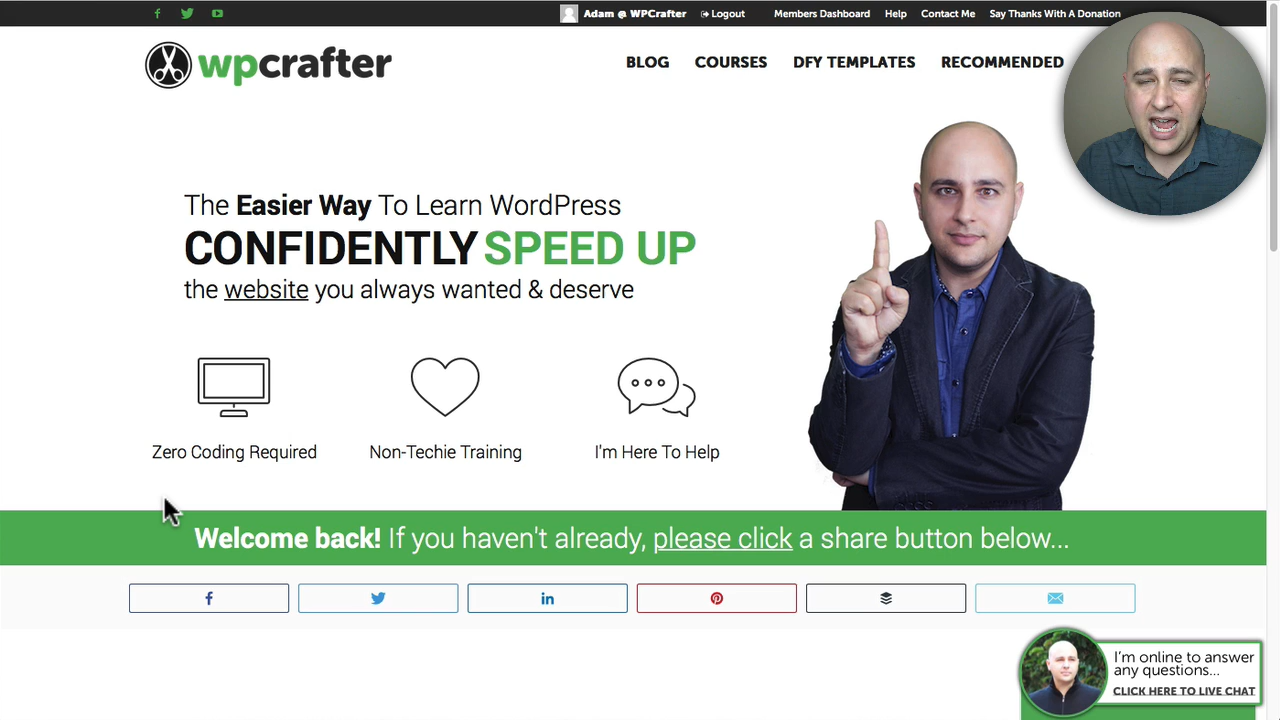 Adam @ WPCrafter Logout Members Dashboard Help Contact Me Say Thanks With A Donation
wpcrafter
BLOG COURSES DFY TEMPLATES RECOMMENDED
The Easier Way To Learn WordPress
CONFIDENTLY SPEED UP
the website you always wanted & deserve
Zero Coding Required Non-Techie Training I'm Here To Help
Welcome back! If you haven't already, please click a share button below...
I'm online to answer
any questions...
CLICK HERE TO LIVE CHAT